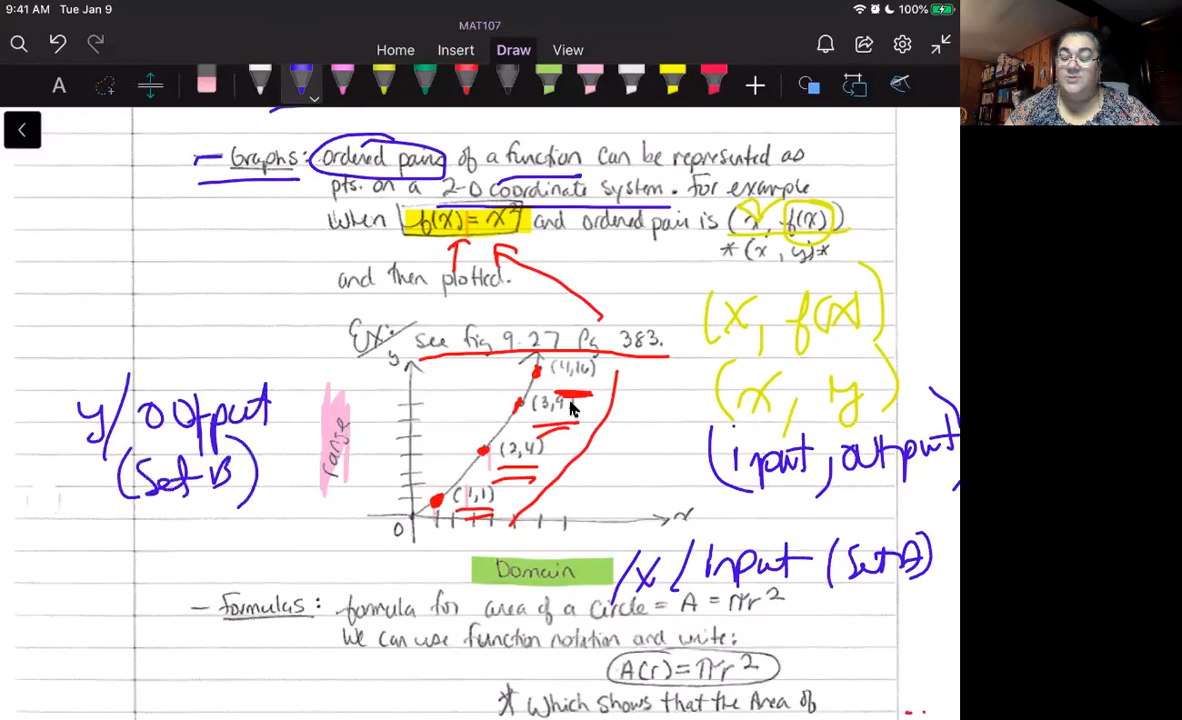 9:41 AM Tue Jan 9
100%
MAT107
Home Insert Draw View
- Graphs: Ordered pairs of a function can be represented as
pts. on a 2-D coordinate system. For example
When f(x) = x² and ordered pair is (x, f(x))
*(x, y)*
and then plotted.
(x, f(x))
Ex: see fig 9.27 Pg 383.
y
(4,16)
(x, y)
y/Output
(3,9
(Set B)
range
(input, output)
(2,4)
(1,1)
0
x
Domain
/x/Input (Set A)
- Formulas: formula for area of a circle = A = πr²
We can use function notation and write:
A(r) = πr²
* Which shows that the Area of